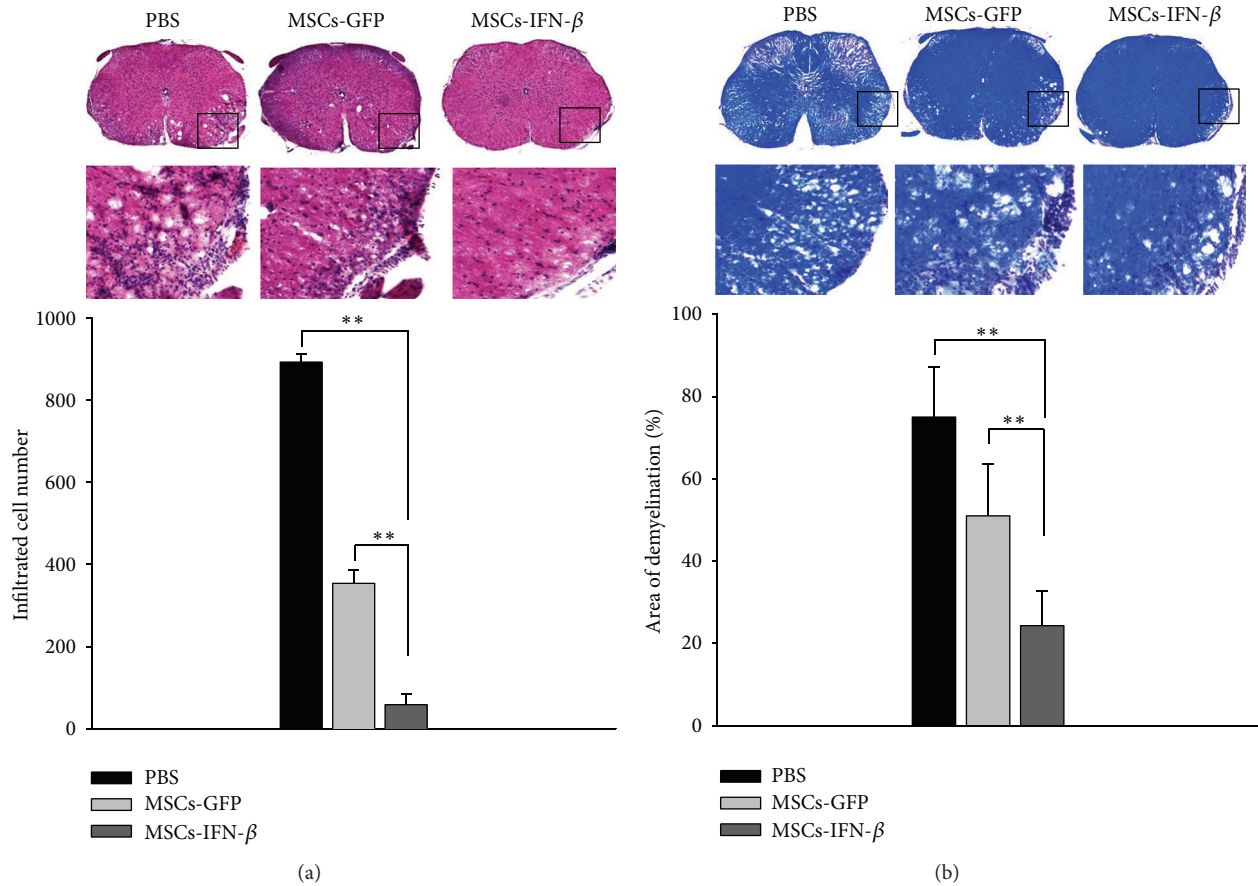 PBS MSCs-GFP MSCs-IFN-β
1000
800
600
400
200
0
Infiltrated cell number
**
**
PBS
MSCs-GFP
MSCs-IFN-β
(a)
PBS MSCs-GFP MSCs-IFN-β
100
80
60
40
20
0
Area of demyelination (%)
**
**
PBS
MSCs-GFP
MSCs-IFN-β
(b)